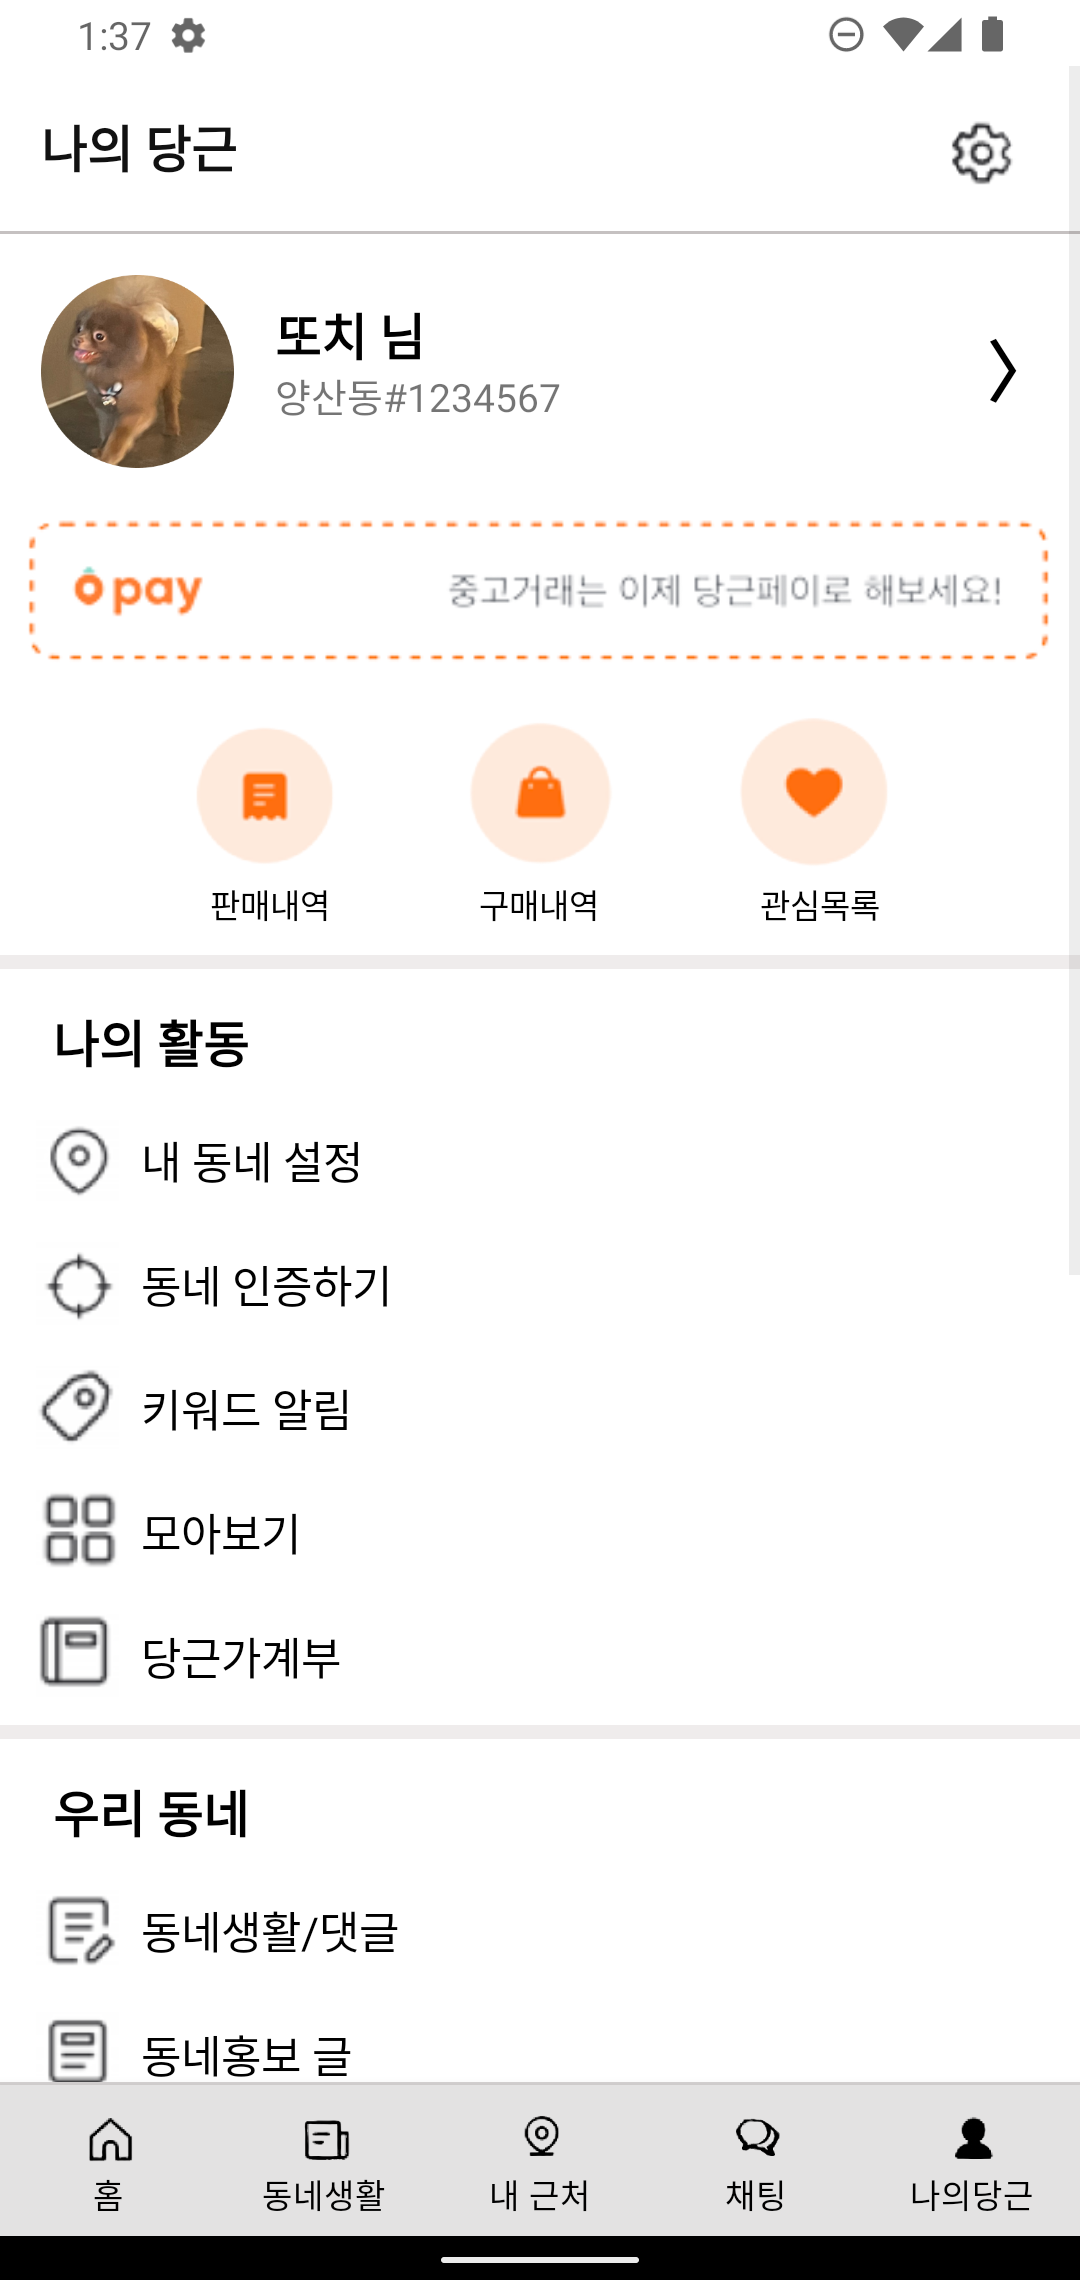 1:37
나의 당근
또치 님
양산동#1234567
pay
중고거래는 이제 당근페이로 해보세요!
판매내역 구매내역 관심목록
나의 활동
내 동네 설정
동네 인증하기
키워드 알림
모아보기
당근가계부
우리 동네
동네생활/댓글
동네홍보 글
홈 동네생활 내 근처 채팅 나의당근